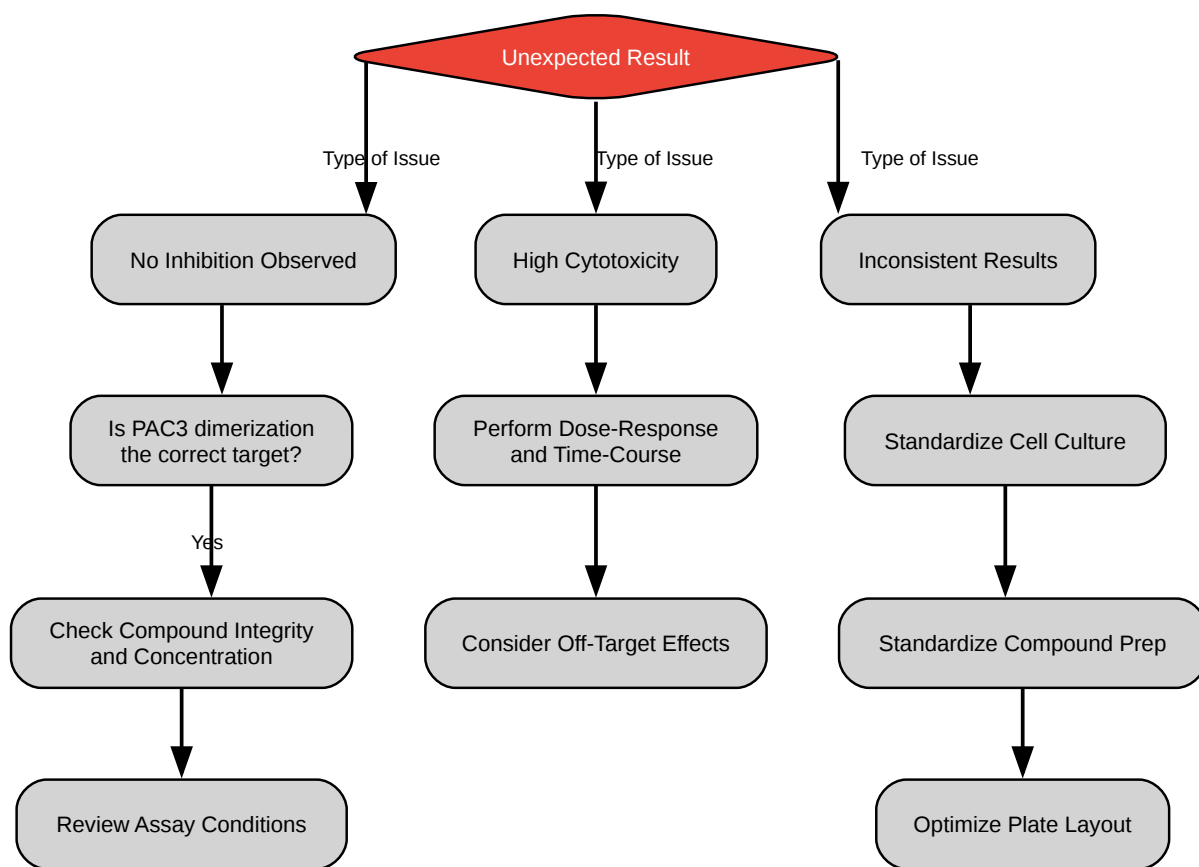 Unexpected Result
Type of Issue
Type of Issue
Type of Issue
No Inhibition Observed
High Cytotoxicity
Inconsistent Results
Is PAC3 dimerization
the correct target?
Perform Dose-Response
and Time-Course
Standardize Cell Culture
Yes
Check Compound Integrity
and Concentration
Consider Off-Target Effects
Standardize Compound Prep
Review Assay Conditions
Optimize Plate Layout